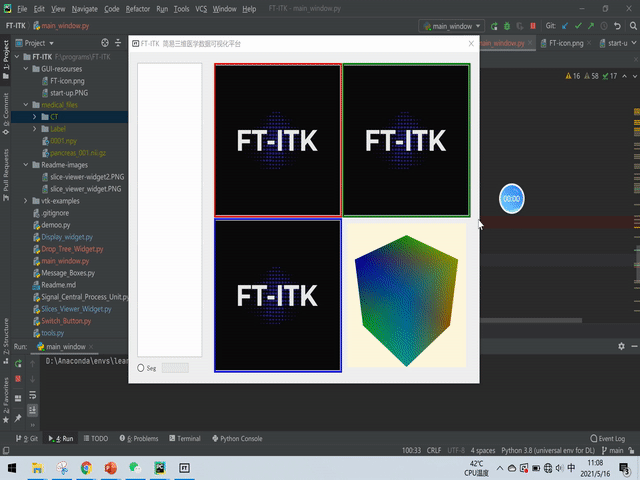 File Edit View Navigate Code Refactor Run Tools VCS Window Help FT-ITK - main_window.py
FT-ITK main_window.py
main_window
Git:
Project
FT-ITK F:\programs\FT-ITK
GUI-resourses
FT-icon.png
start-up.PNG
medical_files
CT
Label
0001.npy
pancreas_001.nii.gz
Readme-images
slice-viewer-widget2.PNG
slice_viewer_widget.PNG
vtk-examples
.gitignore
demoo.py
Display_widget.py
Drop_Tree_Widget.py
main_window.py
Message_Boxes.py
Readme.md
Signal_Central_Process_Unit.py
Slices_Viewer_Widget.py
Switch_Button.py
tools.py
1: Project
Commit
Pull Requests
7: Structure
2: Favorites
FT-ITK 简易三维医学数据可视化平台
FT-ITK
FT-ITK
FT-ITK
Seg
main_window.py
FT-icon.png
start-u
16 58 17
00:00
Run: main_window
D:\Anaconda\envs\lear
9: Git
4: Run
TODO
6: Problems
Terminal
Python Console
Event Log
100:33 CRLF UTF-8 4 spaces Python 3.8 (universal env for DL) main
PC
FT
42℃
CPU温度
中
11:08
2021/5/16
3